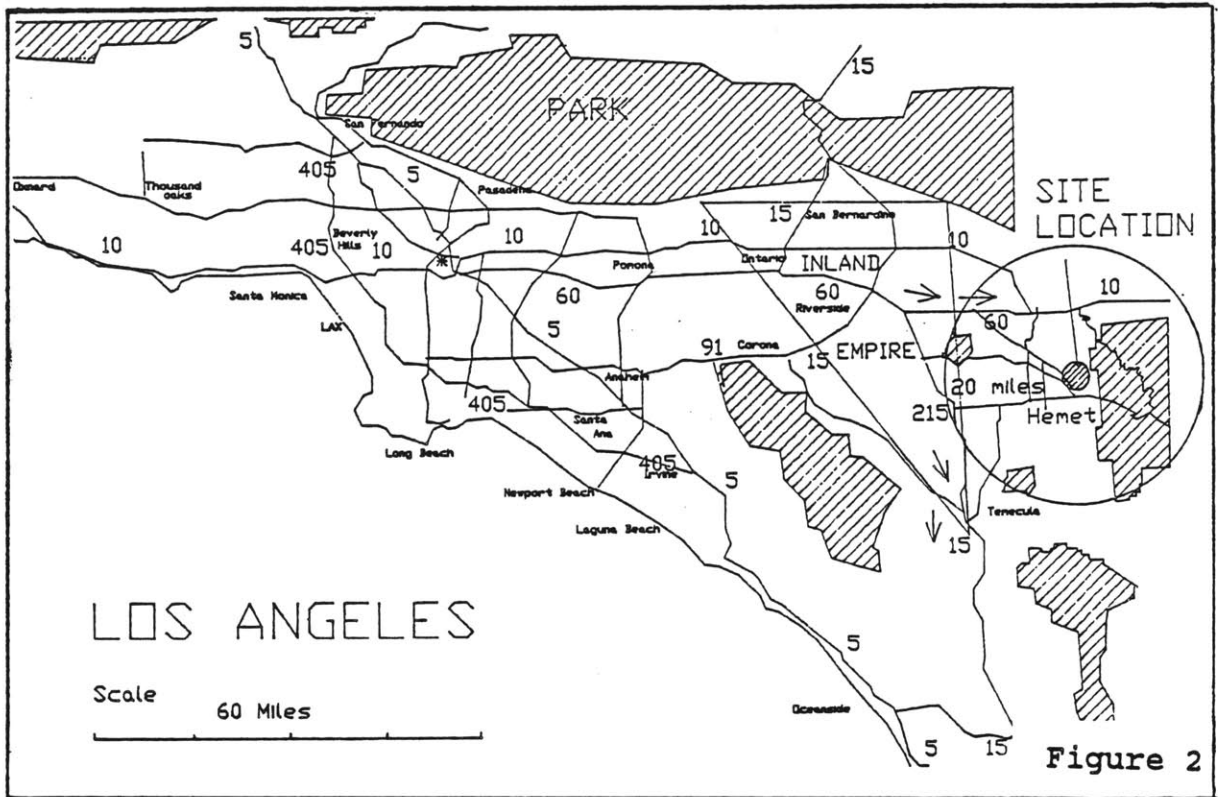 5
15
PARK
San Fernando
405
5
Pasadena
SITE
LOCATION
Oxnard
Thousand
Oaks
15
San Bernardino
10
Beverly
Hills
405
10
10
10
10
Ontario
Pomona
INLAND
10
Santa Monica
60
60
Riverside
60
LAX
5
91
Corona
15
EMPIRE
Anaheim
20 miles
405
215
Hemet
Santa
Ana
Long Beach
405
Irvine
5
Newport Beach
Temecula
Laguna Beach
15
LOS ANGELES
5
Scale
60 Miles
Oceanside
5
15
Figure 2